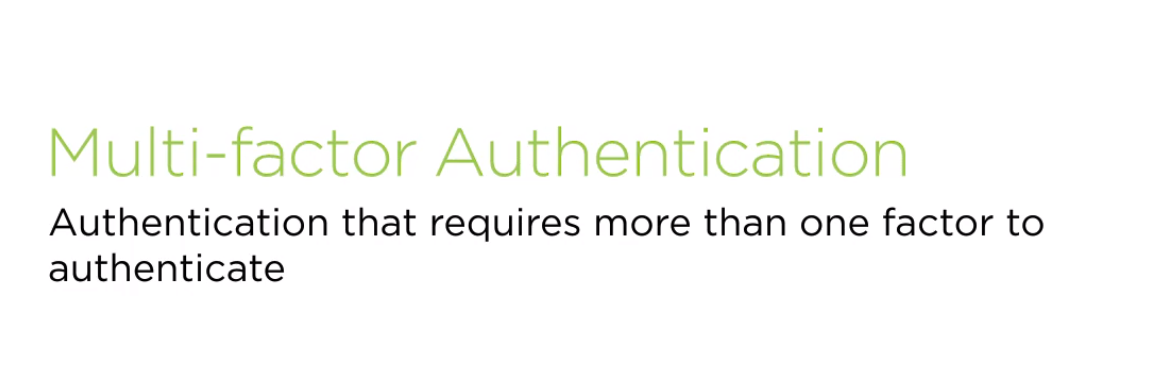 Multi-factor Authentication
Authentication that requires more than one factor to
authenticate